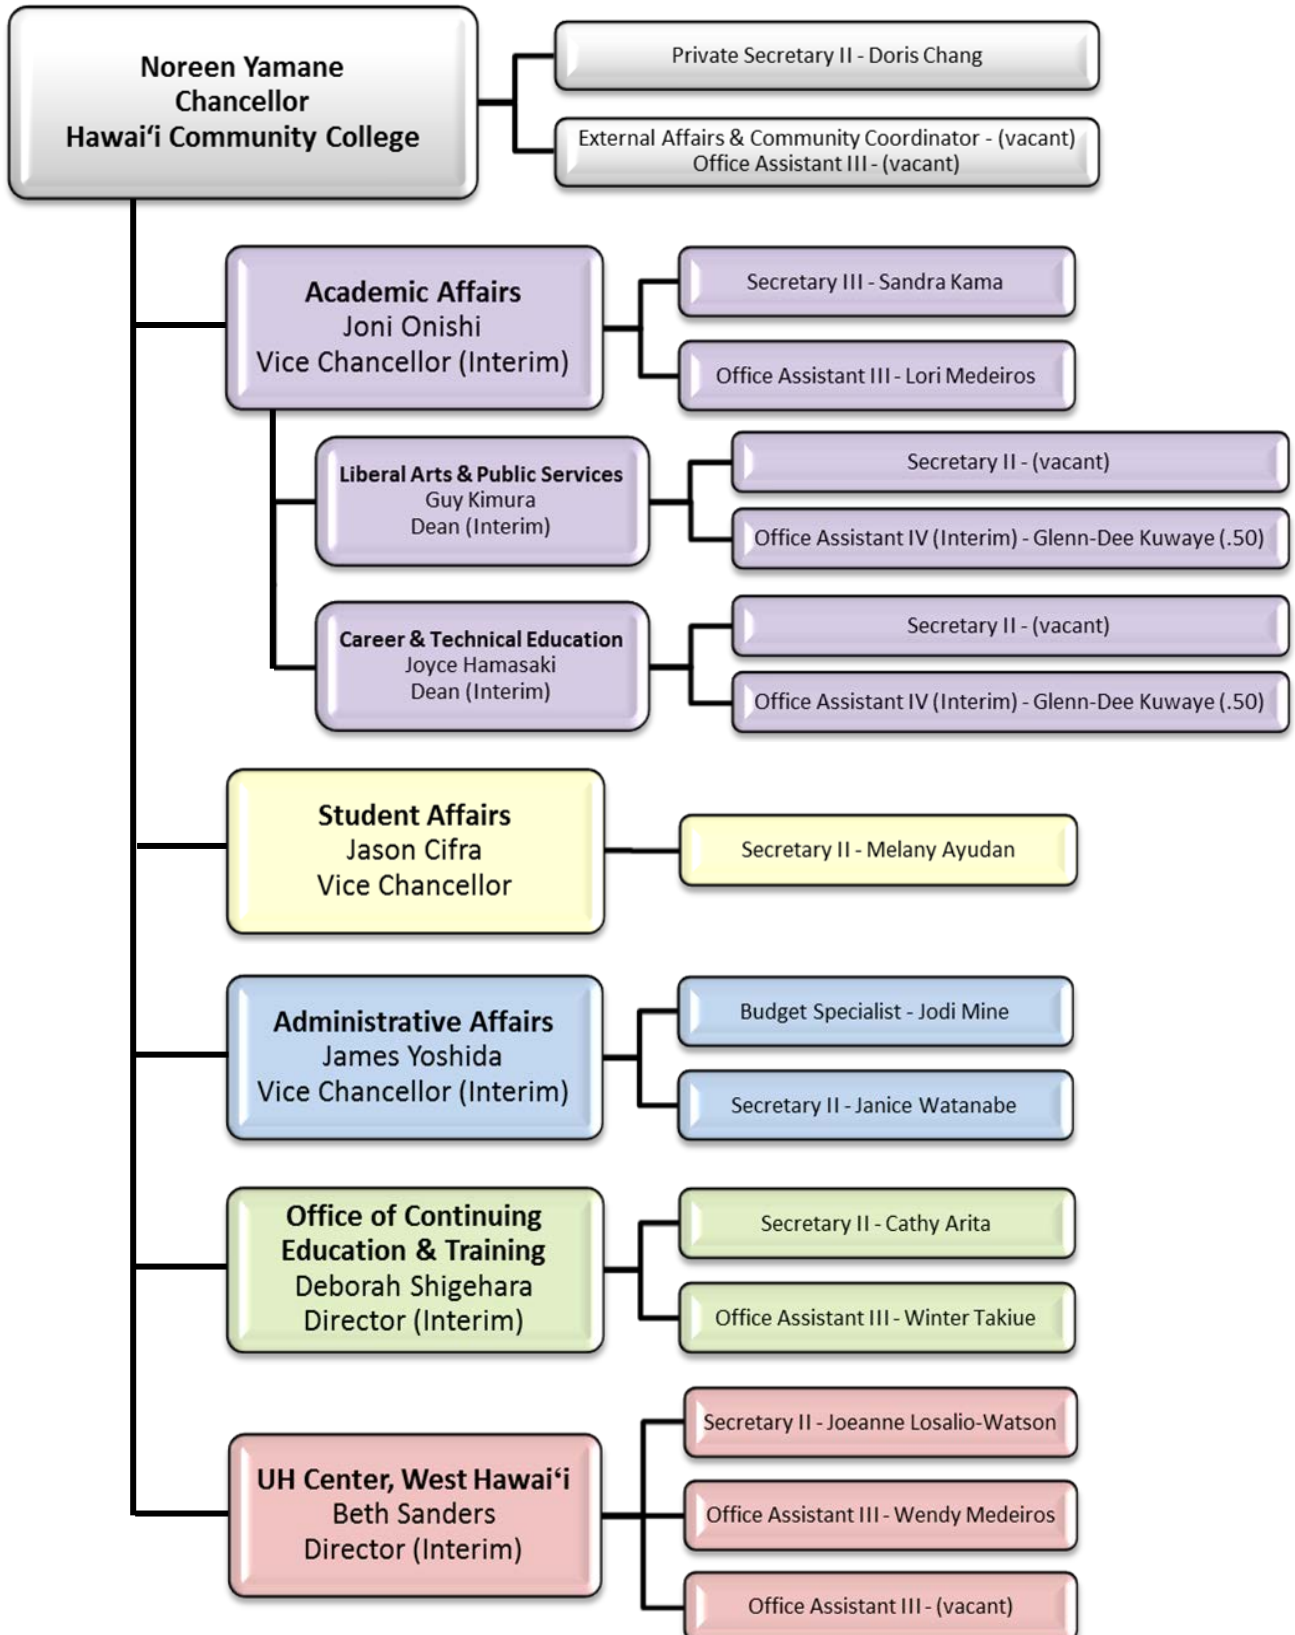 Noreen Yamane
Chancellor
Hawai‘i Community College
Private Secretary II - Doris Chang
External Affairs & Community Coordinator - (vacant)
Office Assistant III - (vacant)
Academic Affairs
Joni Onishi
Vice Chancellor (Interim)
Secretary III - Sandra Kama
Office Assistant III - Lori Medeiros
Liberal Arts & Public Services
Guy Kimura
Dean (Interim)
Secretary II - (vacant)
Office Assistant IV (Interim) - Glenn-Dee Kuwaye (.50)
Career & Technical Education
Joyce Hamasaki
Dean (Interim)
Secretary II - (vacant)
Office Assistant IV (Interim) - Glenn-Dee Kuwaye (.50)
Student Affairs
Jason Cifra
Vice Chancellor
Secretary II - Melany Ayudan
Administrative Affairs
James Yoshida
Vice Chancellor (Interim)
Budget Specialist - Jodi Mine
Secretary II - Janice Watanabe
Office of Continuing
Education & Training
Deborah Shigehara
Director (Interim)
Secretary II - Cathy Arita
Office Assistant III - Winter Takiue
UH Center, West Hawai‘i
Beth Sanders
Director (Interim)
Secretary II - Joeanne Losalio-Watson
Office Assistant III - Wendy Medeiros
Office Assistant III - (vacant)